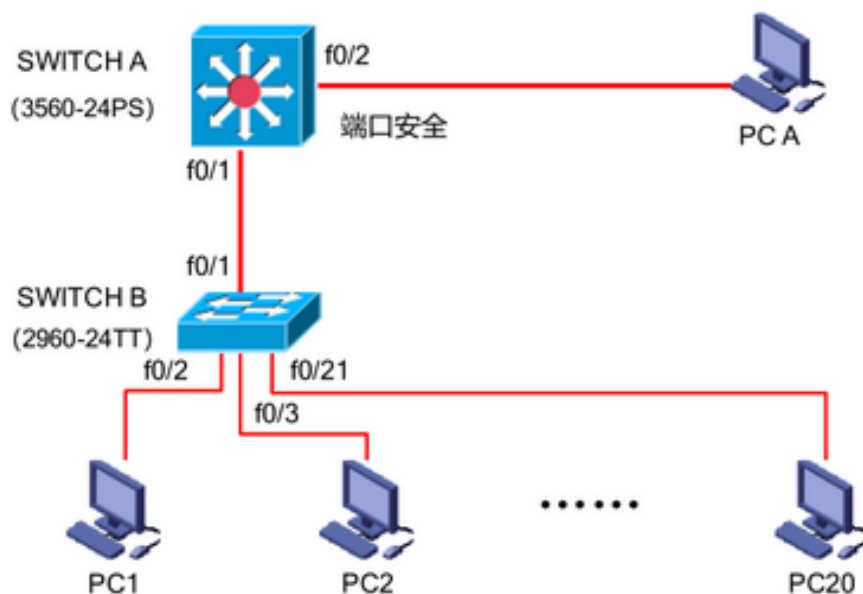 SWITCH A
(3560-24PS)
f0/2
端口安全
PC A
f0/1
f0/1
SWITCH B
(2960-24TT)
f0/2
f0/21
f0/3
······
PC1
PC2
PC20